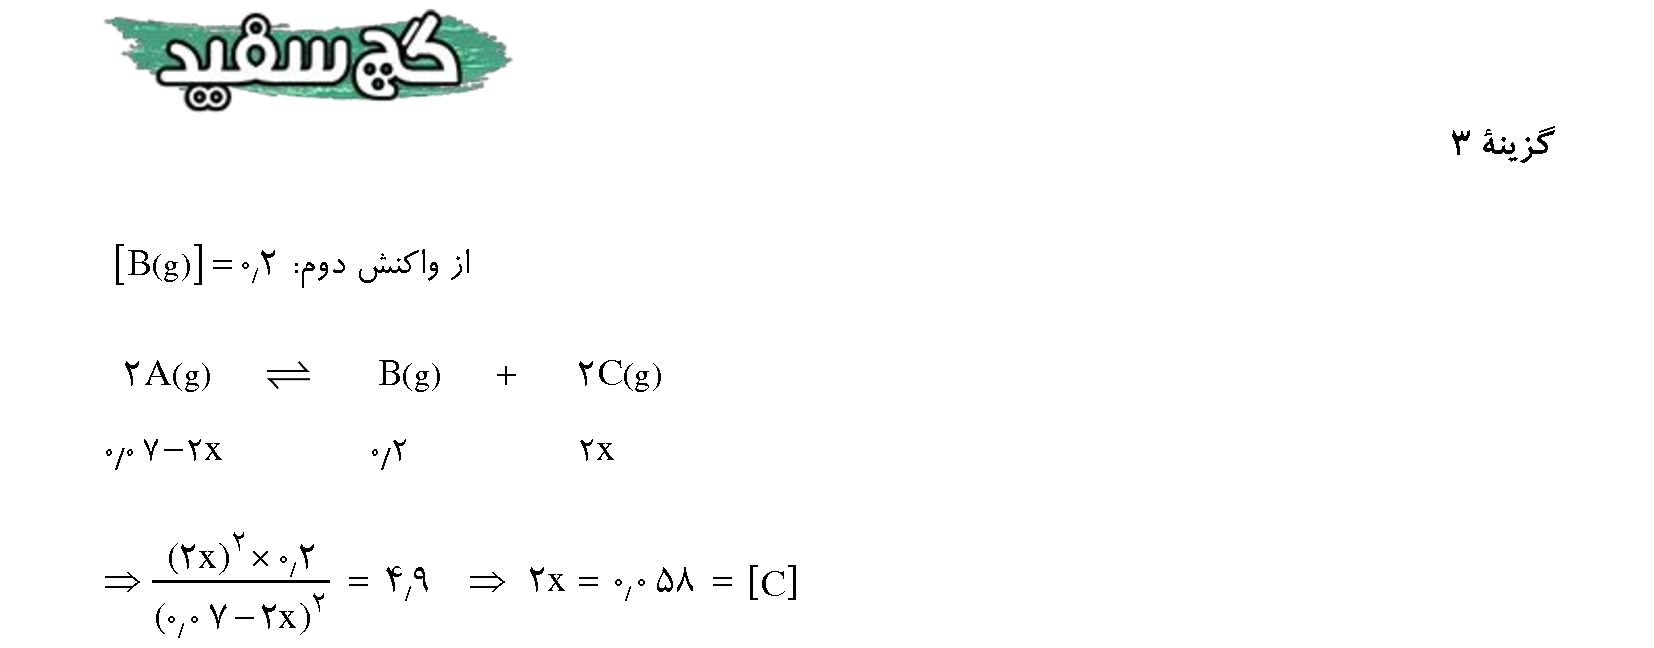 گچ سفید
گزینهٔ ۳
[B(g)] = ۰/۲ :از واکنش دوم
۲A(g) ⇌ B(g) + ۲C(g)
۰/۰۷−۲x ۰/۲ ۲x
⇒ (۲x)^۲ × ۰/۲ / (۰/۰۷ − ۲x)^۲ = ۴/۹ ⇒ ۲x = ۰/۰۵۸ = [C]